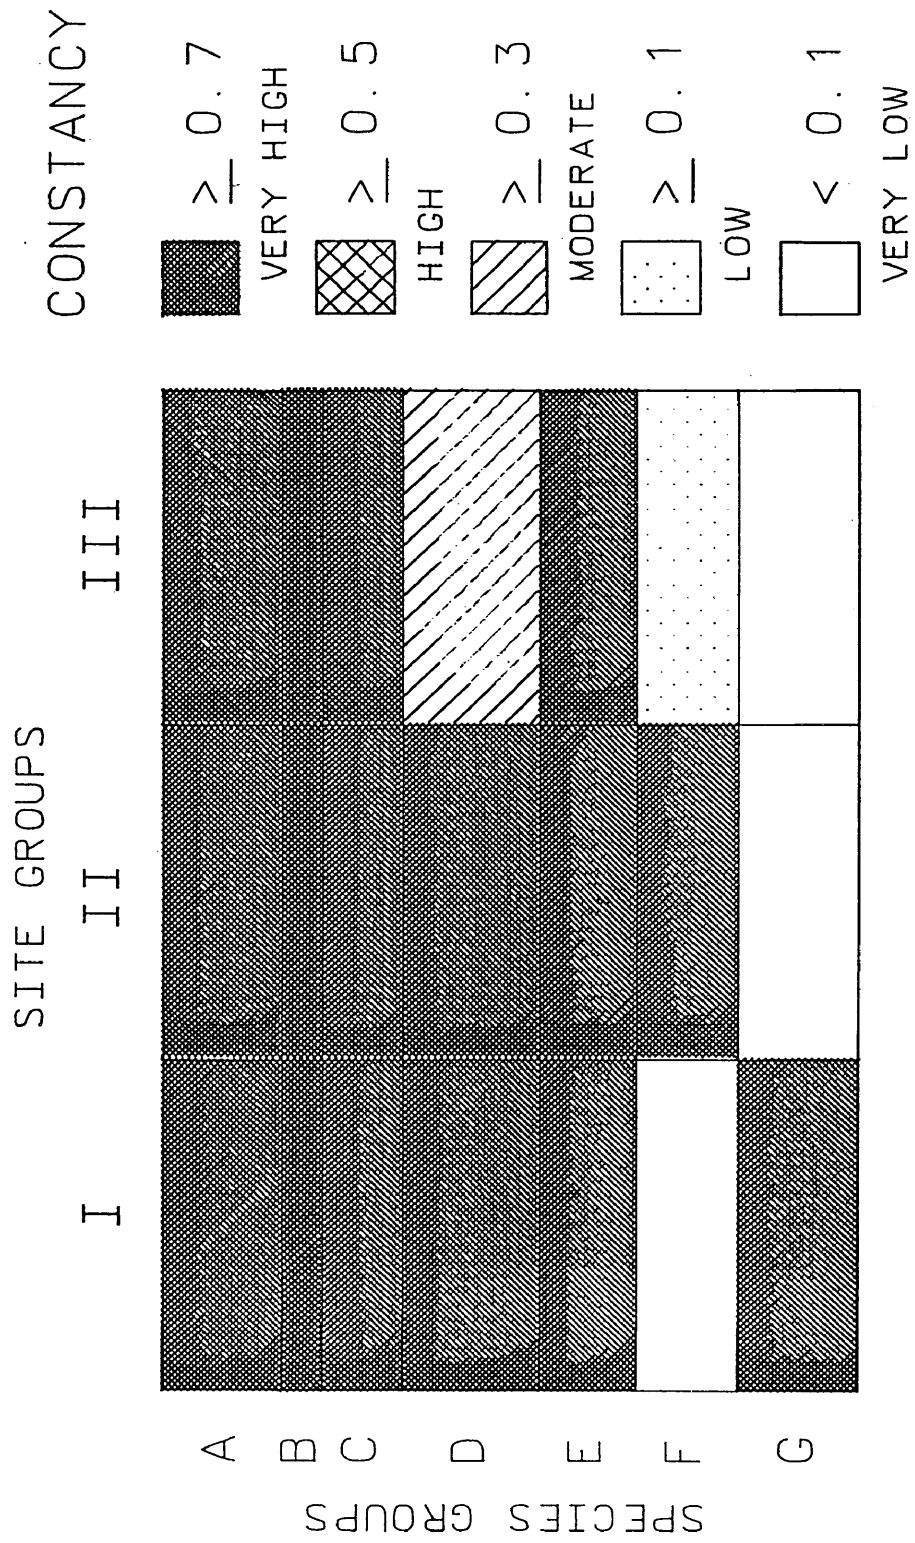 SITE GROUPS
I II III
SPECIES GROUPS
A
B
C
D
E
F
G
CONSTANCY
≥ 0.7
VERY HIGH
≥ 0.5
HIGH
≥ 0.3
MODERATE
≥ 0.1
LOW
< 0.1
VERY LOW